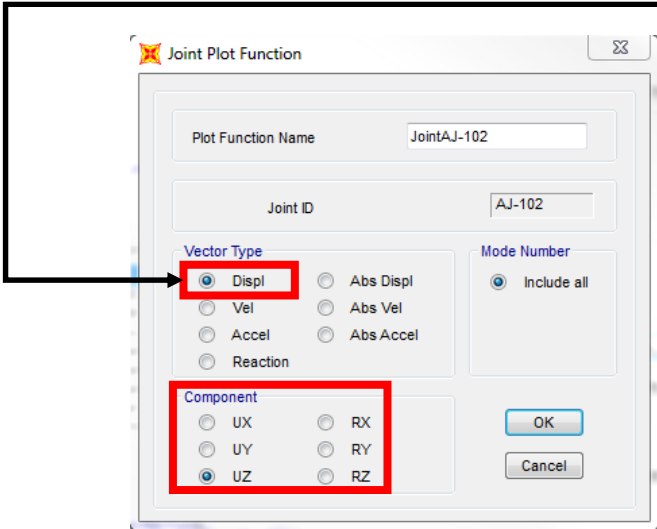 Joint Plot Function
Plot Function Name JointAJ-102
Joint ID AJ-102
Vector Type
Displ Abs Displ
Vel Abs Vel
Accel Abs Accel
Reaction
Mode Number
Include all
Component
UX RX
UY RY
UZ RZ
OK
Cancel